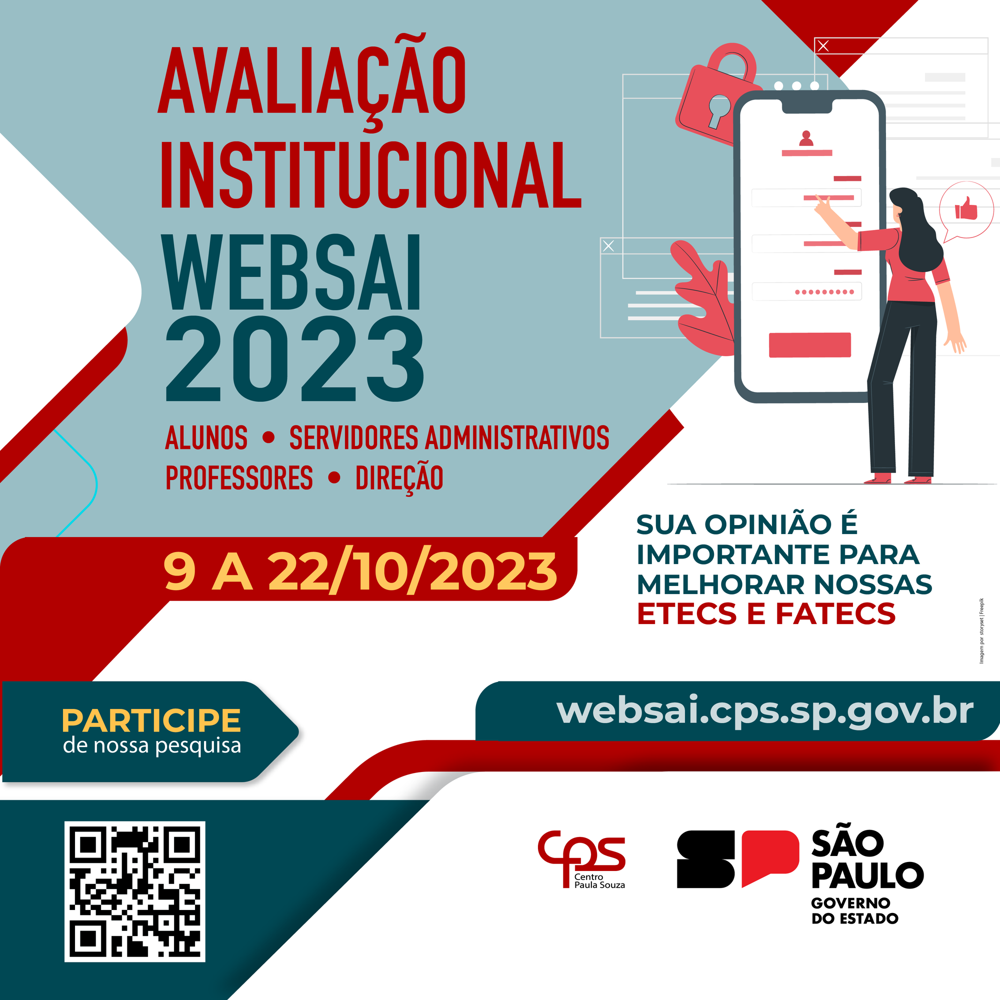 AVALIAÇÃO
INSTITUCIONAL
WEBSAI
2023
ALUNOS • SERVIDORES ADMINISTRATIVOS
PROFESSORES • DIREÇÃO
9 A 22/10/2023
SUA OPINIÃO É
IMPORTANTE PARA
MELHORAR NOSSAS
ETECS E FATECS
Imagem por storyset | Freepik
PARTICIPE
de nossa pesquisa
websai.cps.sp.gov.br
cps
Centro
Paula Souza
SP
SÃO
PAULO
GOVERNO
DO ESTADO